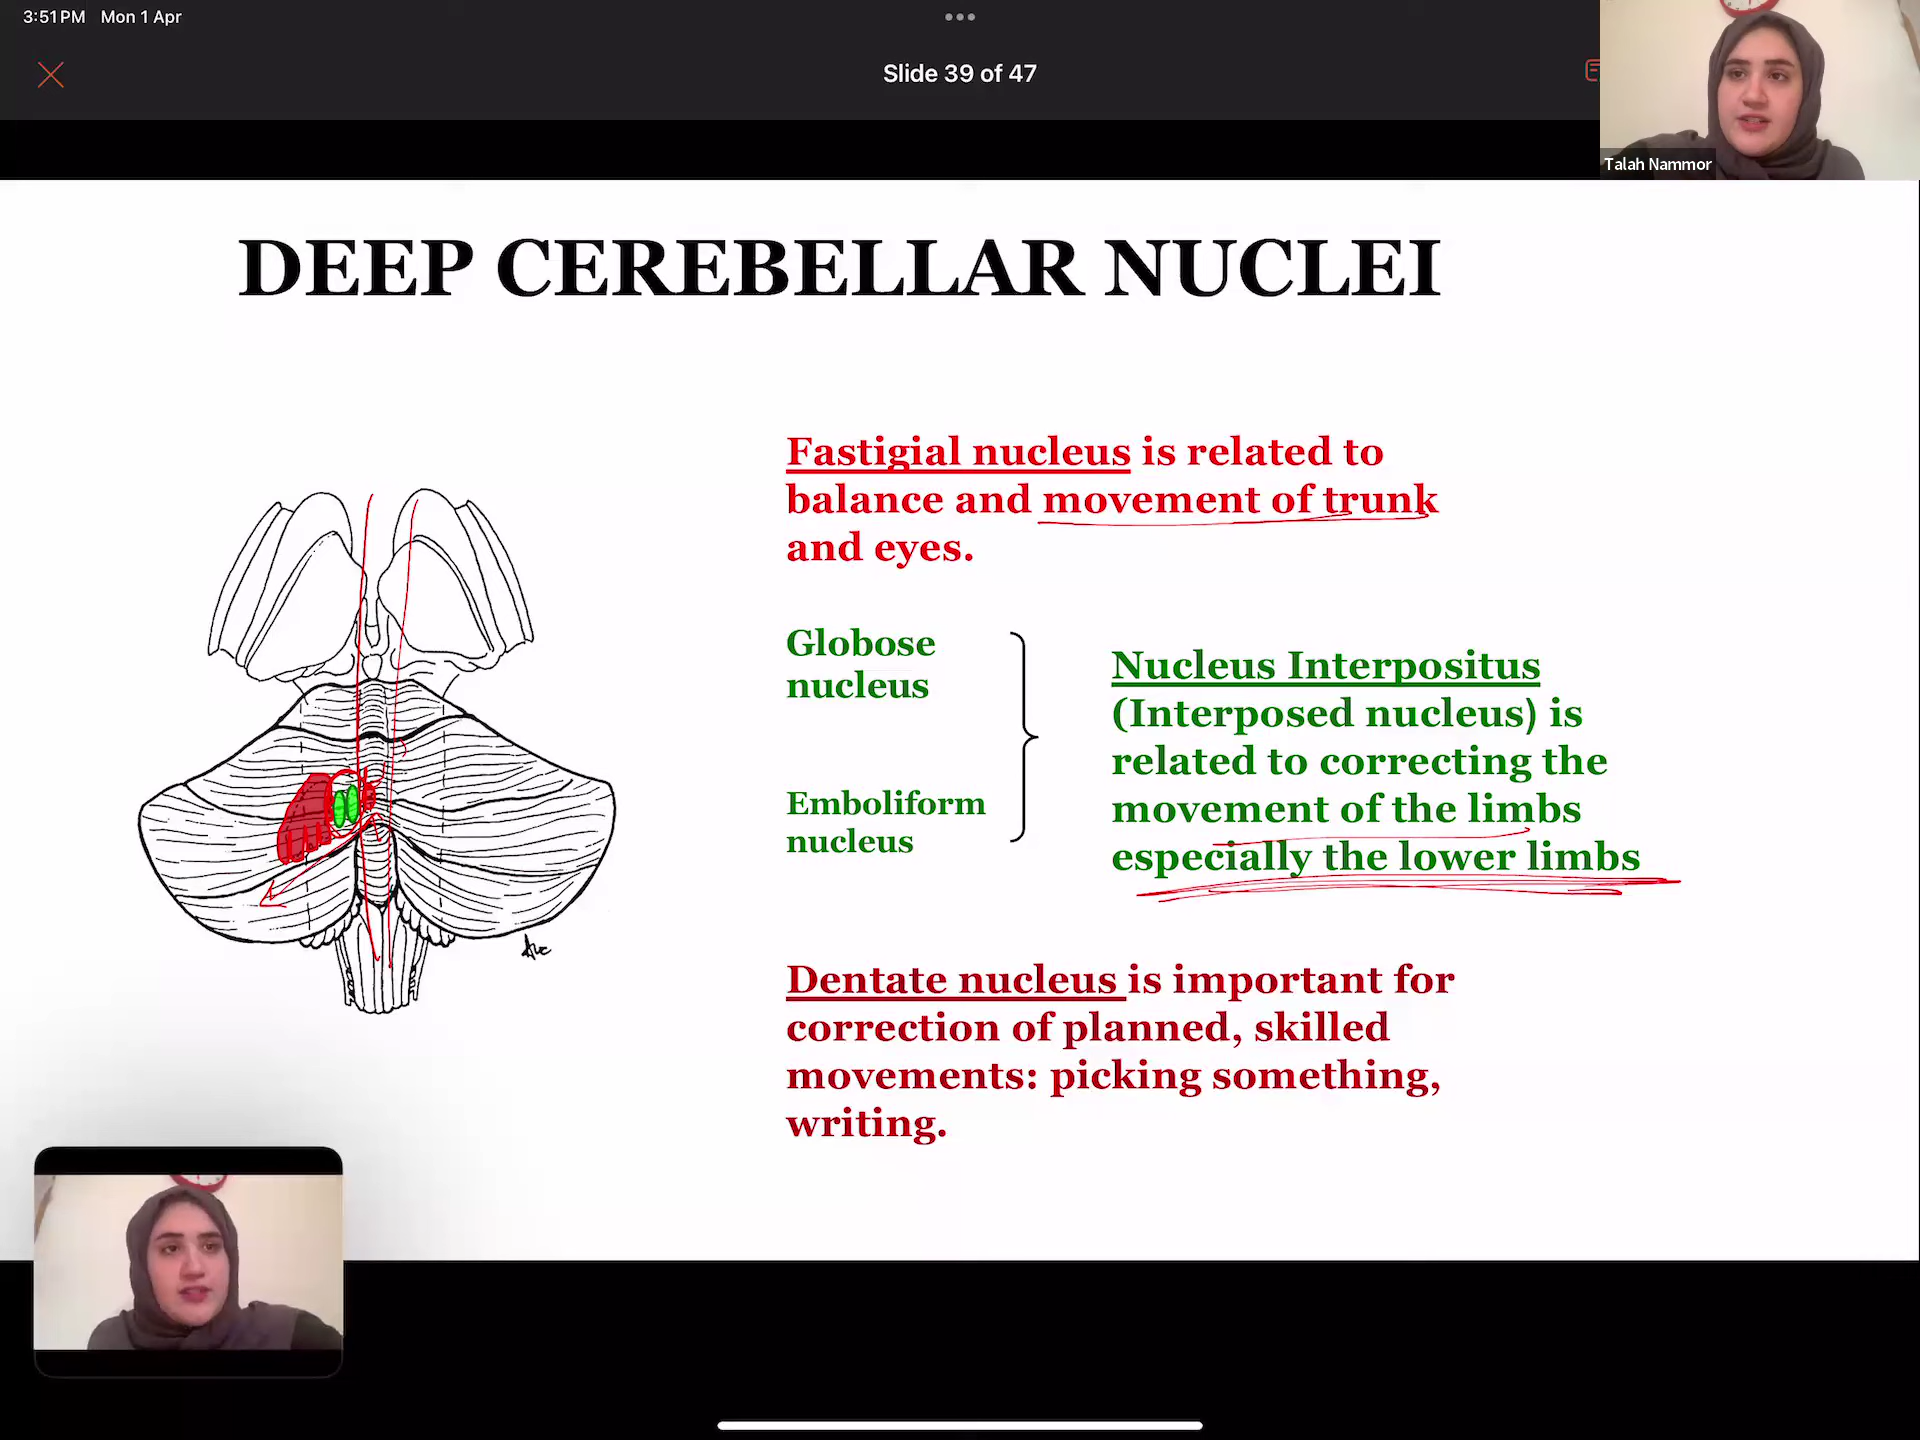 3:51 PM Mon 1 Apr
Slide 39 of 47
Talah Nammor
DEEP CEREBELLAR NUCLEI
Fastigial nucleus is related to
balance and movement of trunk
and eyes.
Globose
nucleus
Emboliform
nucleus
Nucleus Interpositus
(Interposed nucleus) is
related to correcting the
movement of the limbs
especially the lower limbs
Dentate nucleus is important for
correction of planned, skilled
movements: picking something,
writing.